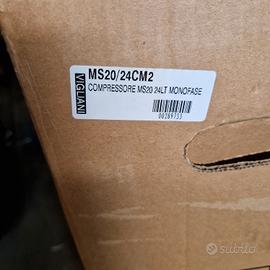 VIGLIANI
MS20/24CM2
COMPRESSORE MS20 24LT MONOFASE
00289733
subito